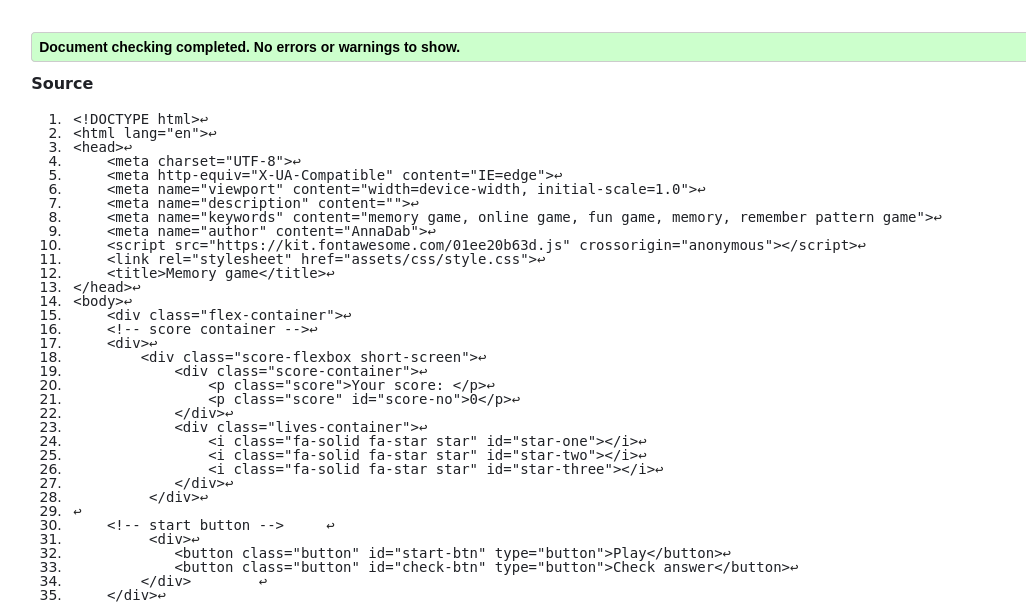 Document checking completed. No errors or warnings to show.
Source
1. <!DOCTYPE html>↩
2. <html lang="en">↩
3. <head>↩
4.     <meta charset="UTF-8">↩
5.     <meta http-equiv="X-UA-Compatible" content="IE=edge">↩
6.     <meta name="viewport" content="width=device-width, initial-scale=1.0">↩
7.     <meta name="description" content="">↩
8.     <meta name="keywords" content="memory game, online game, fun game, memory, remember pattern game">↩
9.     <meta name="author" content="AnnaDab">↩
10.     <script src="https://kit.fontawesome.com/01ee20b63d.js" crossorigin="anonymous"></script>↩
11.     <link rel="stylesheet" href="assets/css/style.css">↩
12.     <title>Memory game</title>↩
13. </head>↩
14. <body>↩
15.     <div class="flex-container">↩
16.     <!-- score container -->↩
17.     <div>↩
18.         <div class="score-flexbox short-screen">↩
19.             <div class="score-container">↩
20.                 <p class="score">Your score: </p>↩
21.                 <p class="score" id="score-no">0</p>↩
22.             </div>↩
23.             <div class="lives-container">↩
24.                 <i class="fa-solid fa-star star" id="star-one"></i>↩
25.                 <i class="fa-solid fa-star star" id="star-two"></i>↩
26.                 <i class="fa-solid fa-star star" id="star-three"></i>↩
27.             </div>↩
28.          </div>↩
29. ↩
30.     <!-- start button -->     ↩
31.          <div>↩
32.             <button class="button" id="start-btn" type="button">Play</button>↩
33.             <button class="button" id="check-btn" type="button">Check answer</button>↩
34.         </div>        ↩
35.     </div>↩